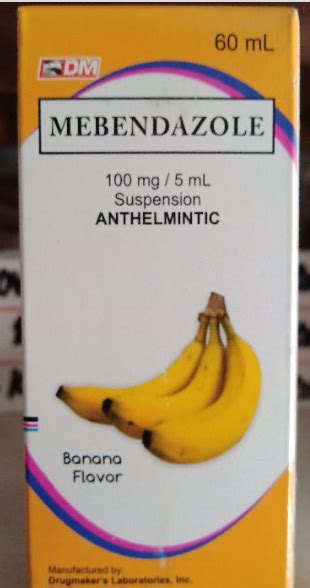 60 mL
DM
MEBENDAZOLE
100 mg / 5 mL
Suspension
ANTHELMINTIC
Banana
Flavor
Manufactured by:
Drugmaker's Laboratories, Inc.